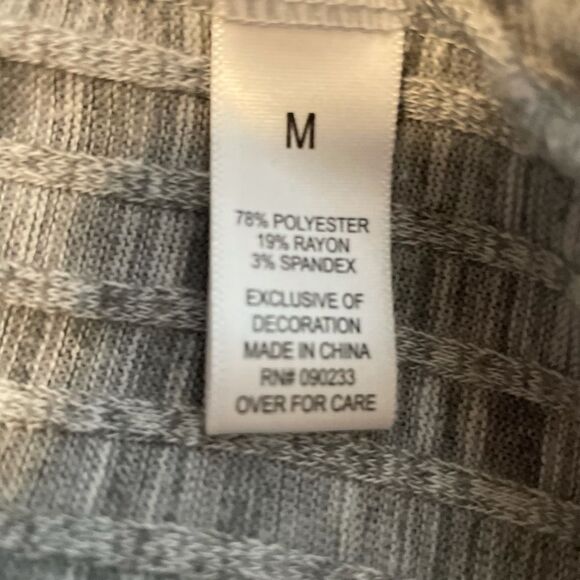 M
78% POLYESTER
19% RAYON
3% SPANDEX
EXCLUSIVE OF
DECORATION
MADE IN CHINA
RN# 090233
OVER FOR CARE